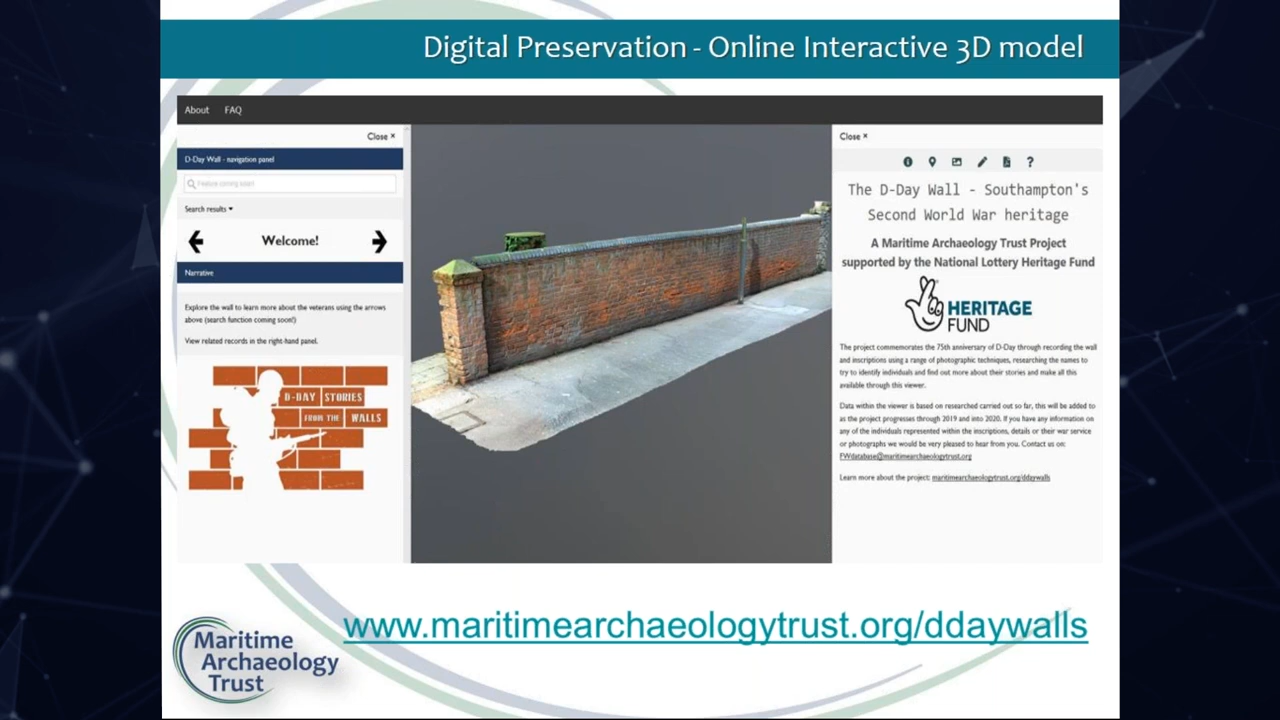 Digital Preservation - Online Interactive 3D model
About FAQ
Close ×
D-Day Wall - navigation panel
Feature coming soon!
Search results
Welcome!
Narrative
Explore the wall to learn more about the veterans using the arrows
above (search function coming soon!)
View related records in the right-hand panel.
D-DAY STORIES
FROM THE WALLS
Close ×
?
The D-Day Wall - Southampton's
Second World War heritage
A Maritime Archaeology Trust Project
supported by the National Lottery Heritage Fund
HERITAGE
FUND
The project commemorates the 75th anniversary of D-Day through recording the wall
and inscriptions using a range of photographic techniques, researching the names to
try to identify individuals and find out more about their stories and make all this
available through this viewer.
Data within the viewer is based on researched carried out so far, this will be added to
as the project progresses through 2019 and into 2020. If you have any information on
any of the individuals represented within the inscriptions, details or their war service
or photographs we would be very pleased to hear from you. Contact us on:
FWdatabase@maritimearchaeologytrust.org
Learn more about the project: maritimearchaeologytrust.org/ddaywalls
www.maritimearchaeologytrust.org/ddaywalls
Maritime
Archaeology
Trust